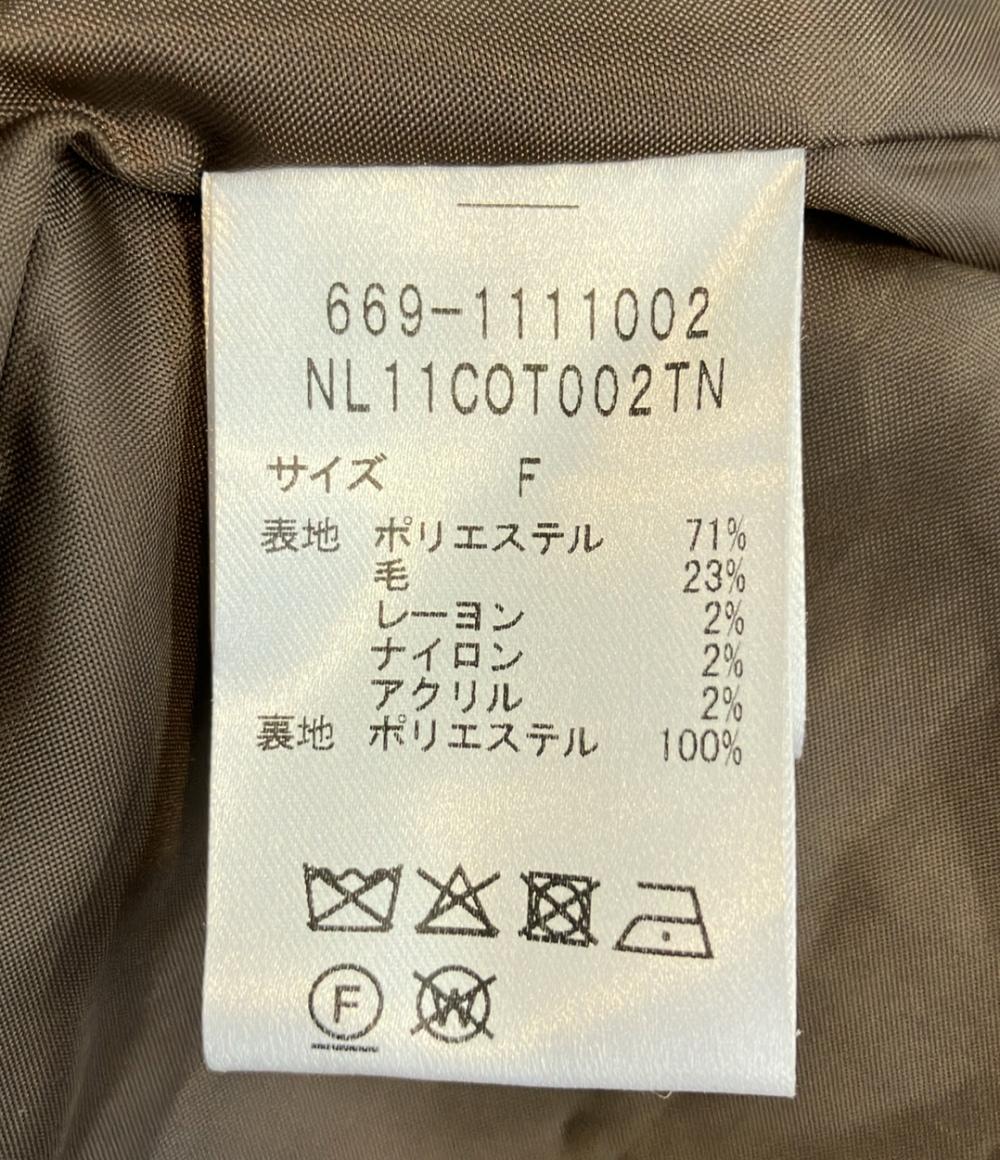 669-1111002
NL11COT002TN
サイズ F
表地 ポリエステル 71%
毛 23%
レーヨン 2%
ナイロン 2%
アクリル 2%
裏地 ポリエステル 100%
F W